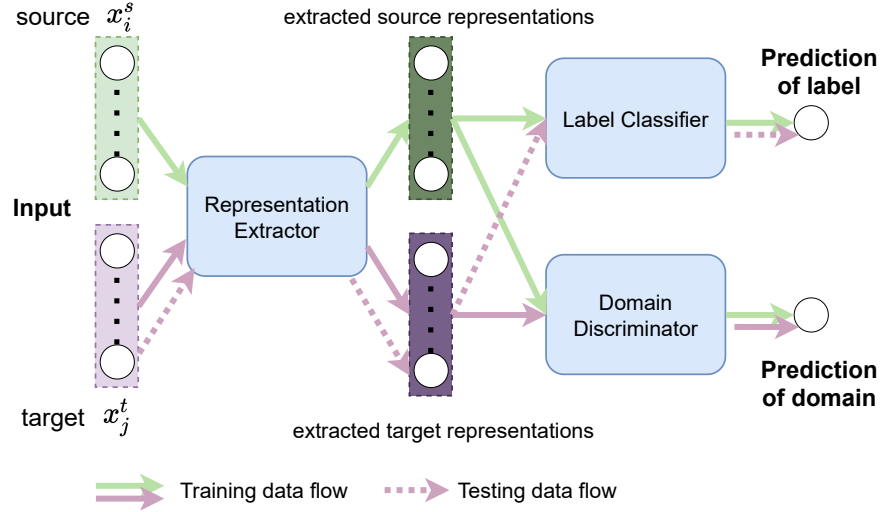 source x_i^s
extracted source representations
Prediction
of label
Label Classifier
Input
Representation
Extractor
Domain
Discriminator
Prediction
of domain
target x_j^t
extracted target representations
Training data flow
Testing data flow